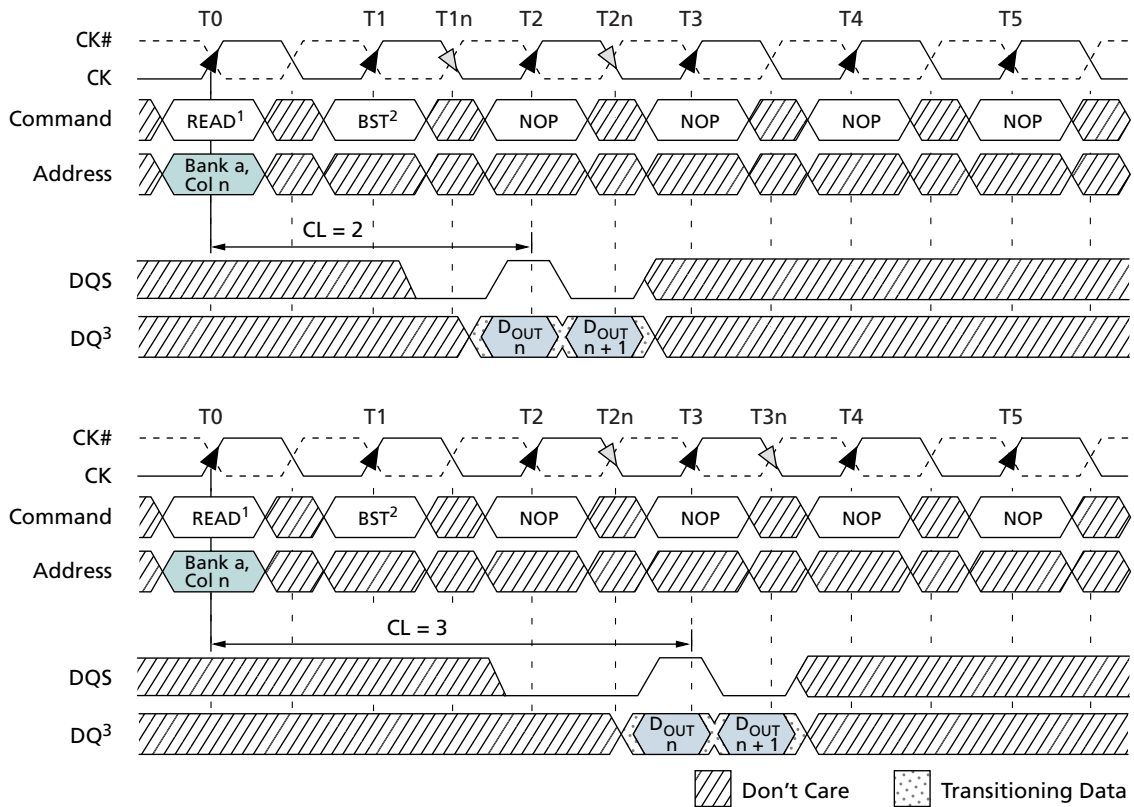 T0 T1 T1n T2 T2n T3 T4 T5
CK#
CK
Command READ1 BST2 NOP NOP NOP NOP
Address Bank a,
Col n
CL = 2
DQS
DQ3 DOUT
n DOUT
n + 1
T0 T1 T2 T2n T3 T3n T4 T5
CK#
CK
Command READ1 BST2 NOP NOP NOP NOP
Address Bank a,
Col n
CL = 3
DQS
DQ3 DOUT
n DOUT
n + 1
Don't Care Transitioning Data